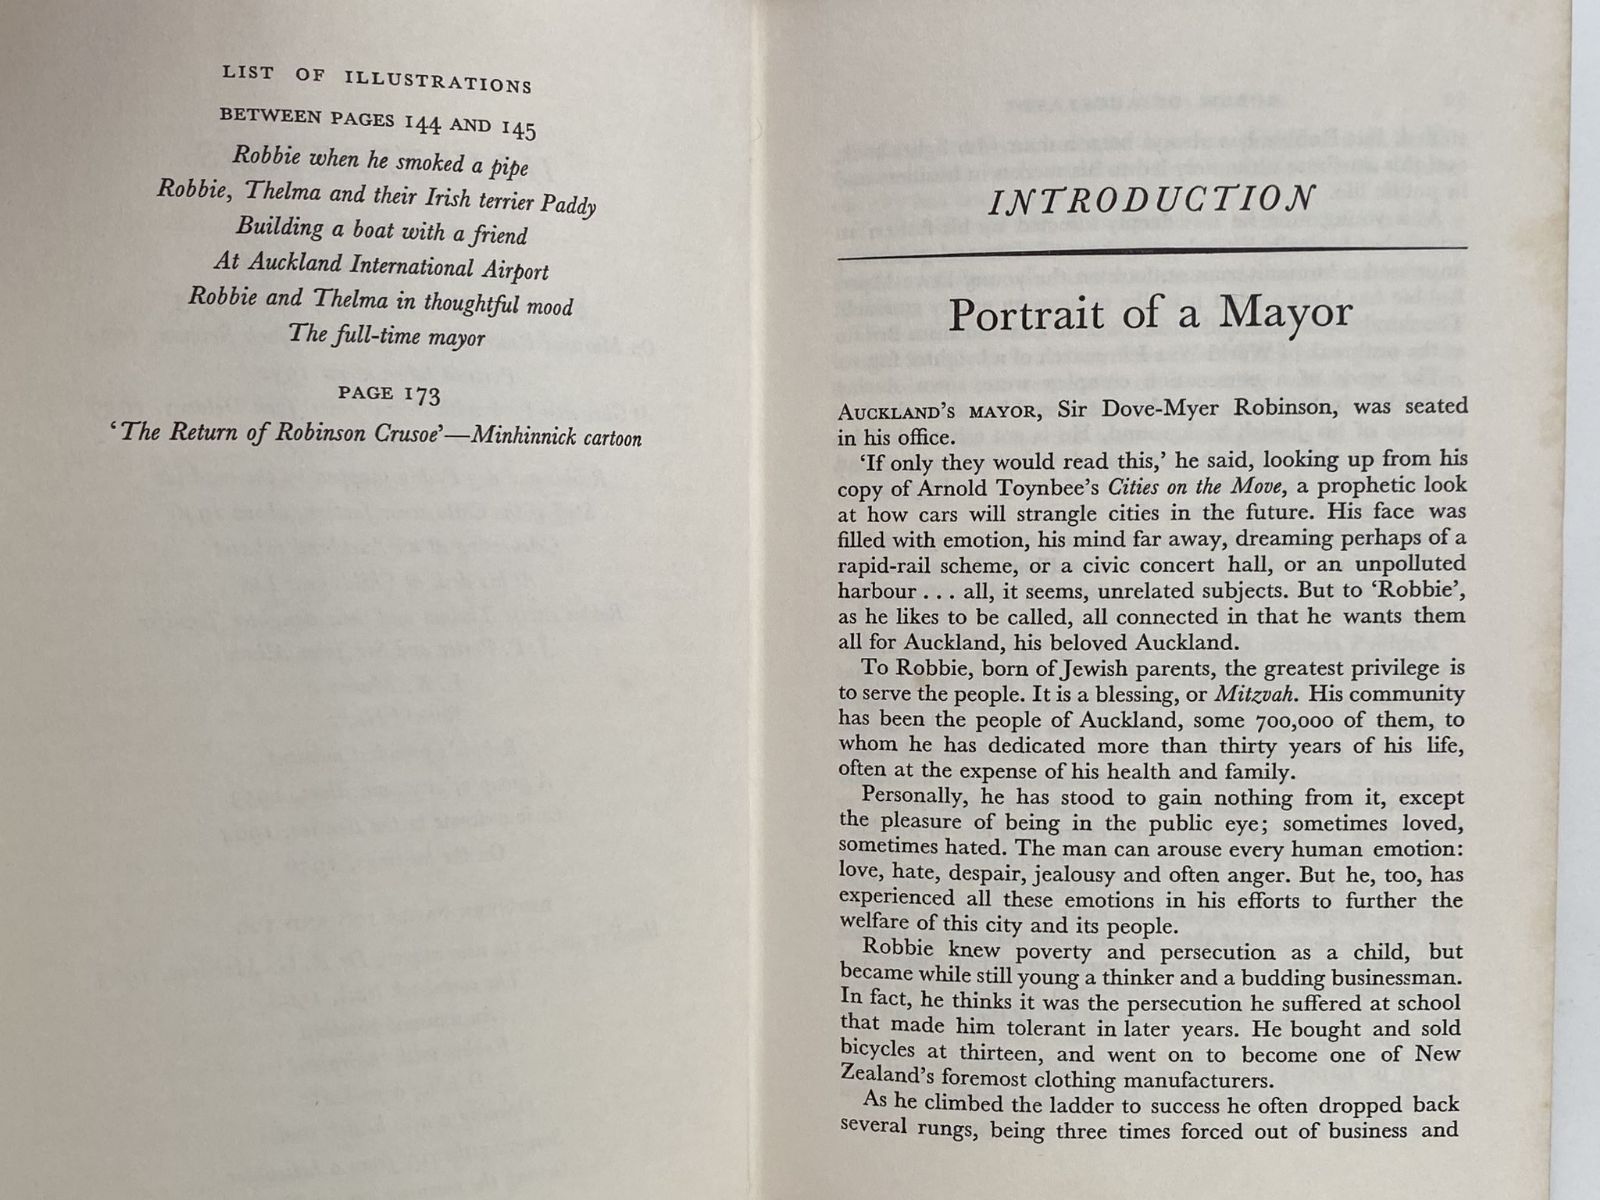 LIST OF ILLUSTRATIONS
BETWEEN PAGES 144 AND 145
Robbie when he smoked a pipe
Robbie, Thelma and their Irish terrier Paddy
Building a boat with a friend
At Auckland International Airport
Robbie and Thelma in thoughtful mood
The full-time mayor
PAGE 173
‘The Return of Robinson Crusoe’—Minhinnick cartoon
INTRODUCTION
Portrait of a Mayor
AUCKLAND’S MAYOR, Sir Dove-Myer Robinson, was seated
in his office.
‘If only they would read this,’ he said, looking up from his
copy of Arnold Toynbee’s Cities on the Move, a prophetic look
at how cars will strangle cities in the future. His face was
filled with emotion, his mind far away, dreaming perhaps of a
rapid-rail scheme, or a civic concert hall, or an unpolluted
harbour . . . all, it seems, unrelated subjects. But to ‘Robbie’,
as he likes to be called, all connected in that he wants them
all for Auckland, his beloved Auckland.
To Robbie, born of Jewish parents, the greatest privilege is
to serve the people. It is a blessing, or Mitzvah. His community
has been the people of Auckland, some 700,000 of them, to
whom he has dedicated more than thirty years of his life,
often at the expense of his health and family.
Personally, he has stood to gain nothing from it, except
the pleasure of being in the public eye; sometimes loved,
sometimes hated. The man can arouse every human emotion:
love, hate, despair, jealousy and often anger. But he, too, has
experienced all these emotions in his efforts to further the
welfare of this city and its people.
Robbie knew poverty and persecution as a child, but
became while still young a thinker and a budding businessman.
In fact, he thinks it was the persecution he suffered at school
that made him tolerant in later years. He bought and sold
bicycles at thirteen, and went on to become one of New
Zealand’s foremost clothing manufacturers.
As he climbed the ladder to success he often dropped back
several rungs, being three times forced out of business and